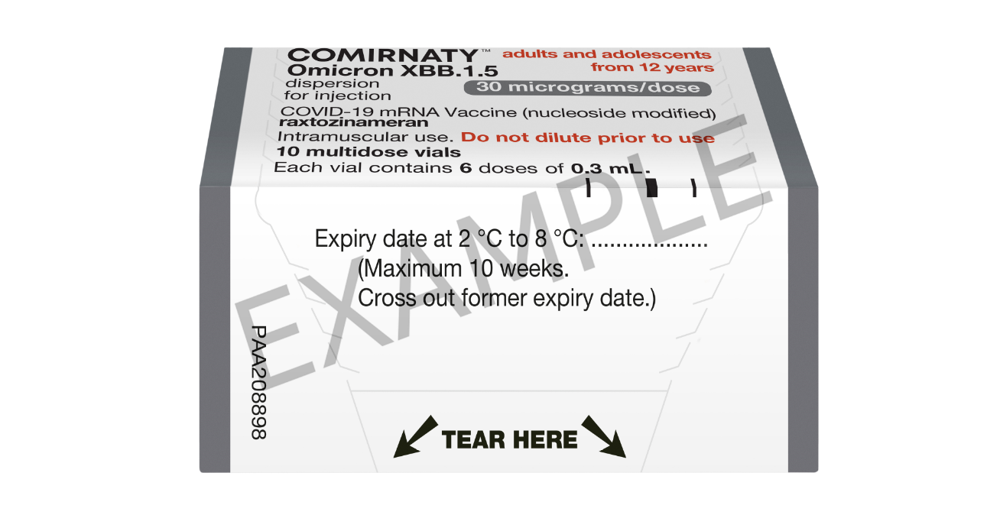 COMIRNATY™ adults and adolescents
Omicron XBB.1.5 from 12 years
dispersion
for injection 30 micrograms/dose
COVID-19 mRNA Vaccine (nucleoside modified)
raxtozinameran
Intramuscular use. Do not dilute prior to use
10 multidose vials
Each vial contains 6 doses of 0.3 mL.
Expiry date at 2 °C to 8 °C: ...................
(Maximum 10 weeks.
Cross out former expiry date.)
EXAMPLE
PAA208898
TEAR HERE